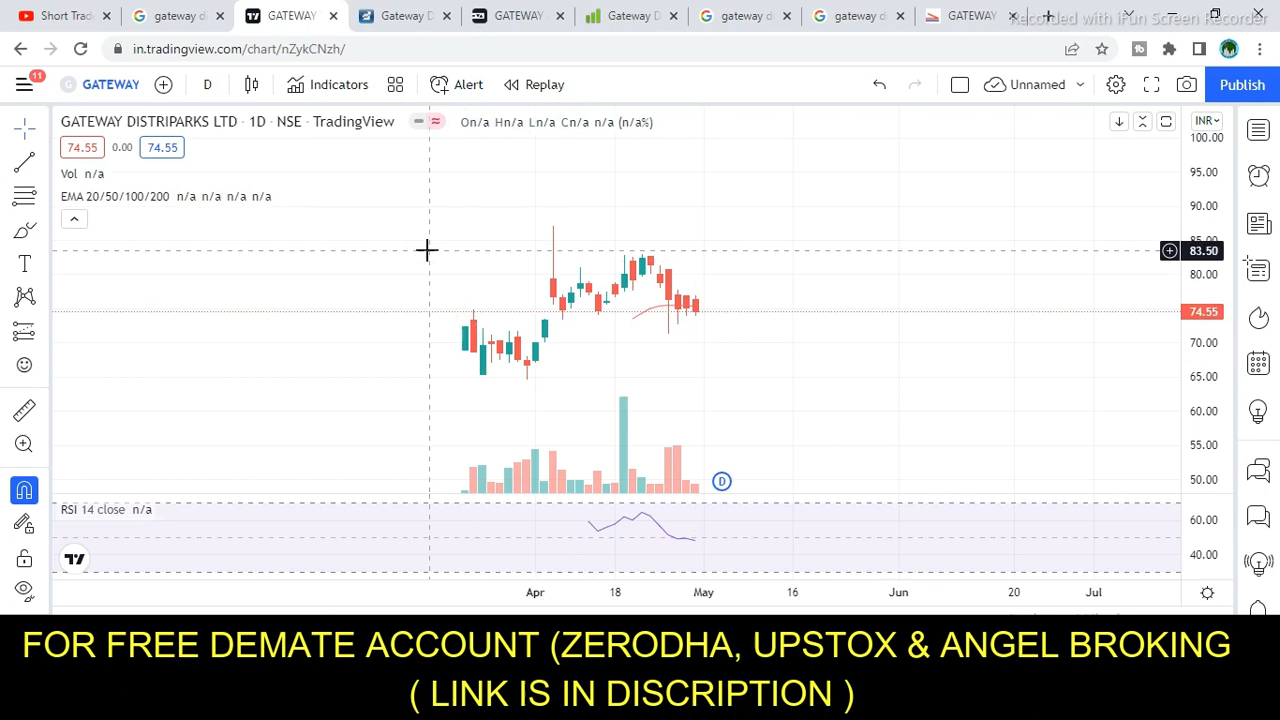 Short Trad
gateway d
GATEWAY
Gateway D
GATEWAY
Gateway D
gateway d
gateway di
GATEWAY
Recorded with iFun Screen Recorder
in.tradingview.com/chart/nZykCNzh/
11
G GATEWAY
D
Indicators
Alert
Replay
Unnamed
Publish
GATEWAY DISTRIPARKS LTD · 1D · NSE · TradingView
On/a Hn/a Ln/a Cn/a n/a (n/a%)
INR
74.55 0.00 74.55
Vol n/a
EMA 20/50/100/200 n/a n/a n/a n/a
100.00
95.00
90.00
85.00
83.50
80.00
74.55
70.00
65.00
60.00
55.00
50.00
D
RSI 14 close n/a
60.00
40.00
Apr 18 May 16 Jun 20 Jul
FOR FREE DEMATE ACCOUNT (ZERODHA, UPSTOX & ANGEL BROKING
( LINK IS IN DISCRIPTION )